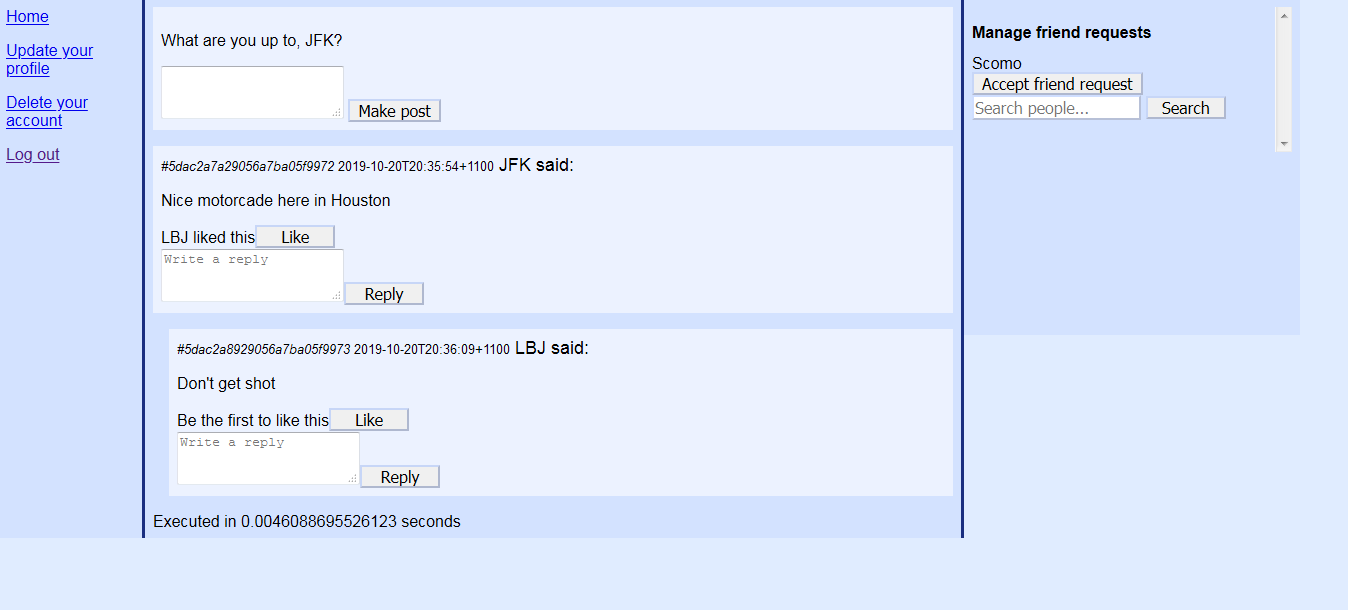 Home
Update your
profile
Delete your
account
Log out
What are you up to, JFK?
Make post
#5dac2a7a29056a7ba05f9972 2019-10-20T20:35:54+1100 JFK said:
Nice motorcade here in Houston
LBJ liked this Like
Write a reply
Reply
#5dac2a8929056a7ba05f9973 2019-10-20T20:36:09+1100 LBJ said:
Don't get shot
Be the first to like this Like
Write a reply
Reply
Executed in 0.0046088695526123 seconds
Manage friend requests
Scomo
Accept friend request
Search people... Search